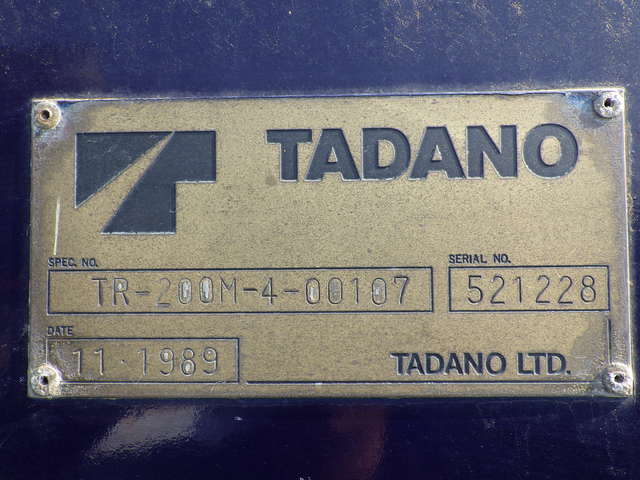 TADANO
SPEC. NO.
TR-200M-4-00107
SERIAL NO.
521228
DATE
11·1989
TADANO LTD.